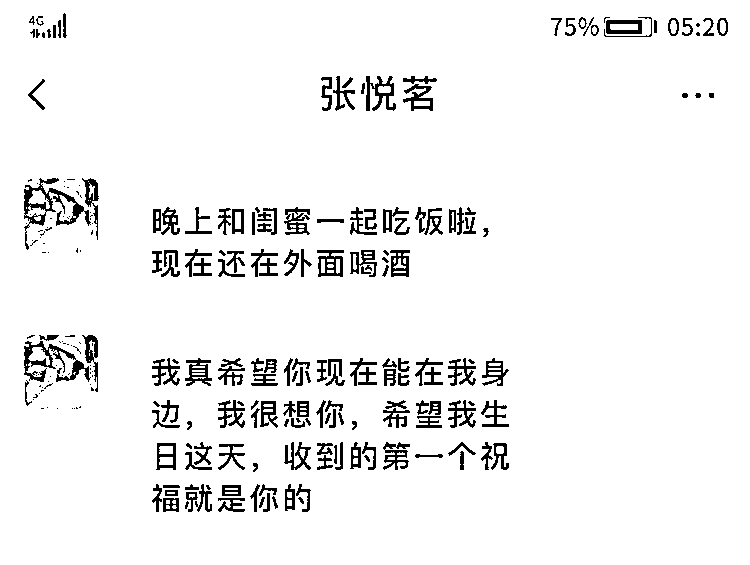 4G 75% 05:20
张悦茗
晚上和闺蜜一起吃饭啦，
现在还在外面喝酒
我真希望你现在能在我身
边，我很想你，希望我生
日这天，收到的第一个祝
福就是你的